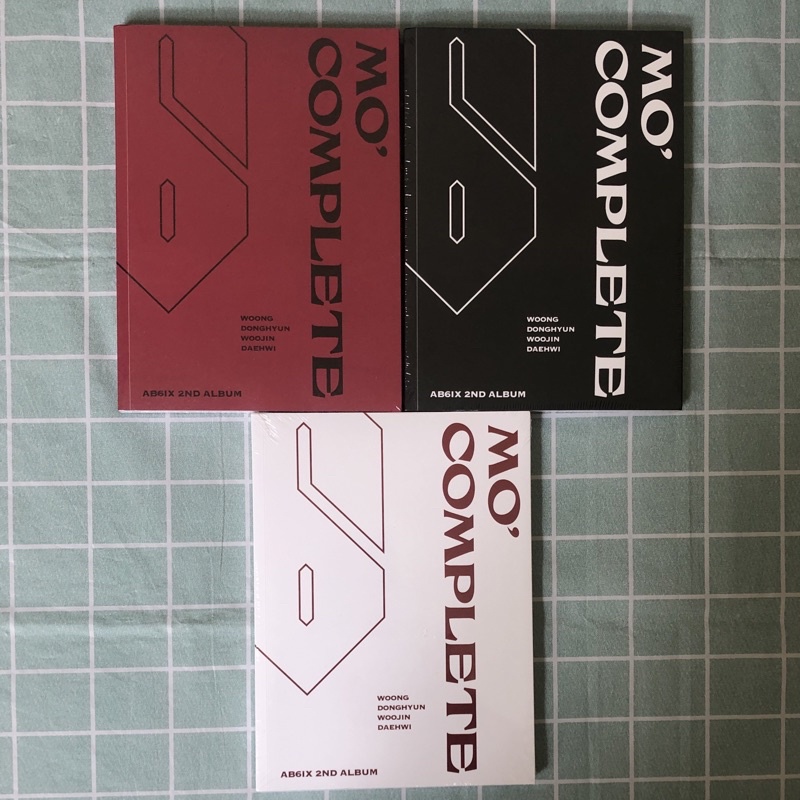 MO'
COMPLETE
WOONG
DONGHYUN
WOOJIN
DAEHWI
AB6IX 2ND ALBUM
MO'
COMPLETE
WOONG
DONGHYUN
WOOJIN
DAEHWI
AB6IX 2ND ALBUM
MO'
COMPLETE
WOONG
DONGHYUN
WOOJIN
DAEHWI
AB6IX 2ND ALBUM